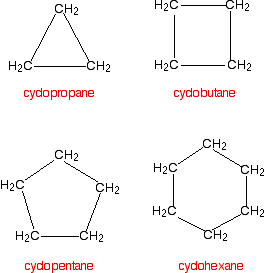 CH₂
H₂C CH₂
cyclopropane
H₂C CH₂
H₂C CH₂
cyclobutane
CH₂
H₂C CH₂
H₂C CH₂
cyclopentane
CH₂
H₂C CH₂
H₂C CH₂
CH₂
cyclohexane